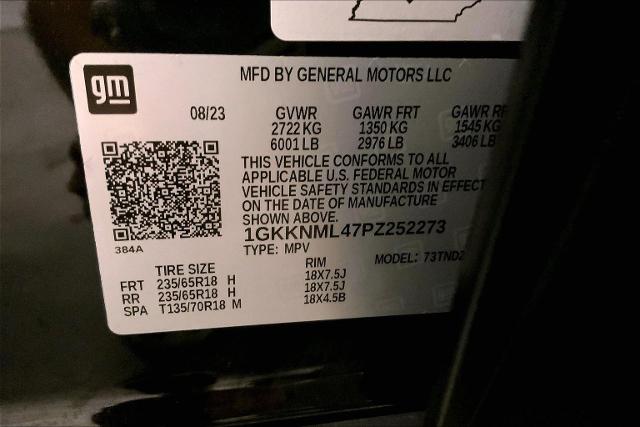 gm
MFD BY GENERAL MOTORS LLC
08/23 GVWR GAWR FRT GAWR
2722 KG 1350 KG 1545 KG
6001 LB 2976 LB 3406 LB
THIS VEHICLE CONFORMS TO ALL
APPLICABLE U.S. FEDERAL MOTOR
VEHICLE SAFETY STANDARDS IN EFFECT
ON THE DATE OF MANUFACTURE
SHOWN ABOVE.
1GKKNML47PZ252273
384A
TYPE: MPV MODEL: 73TND2
TIRE SIZE RIM
FRT 235/65R18 H 18X7.5J
RR 235/65R18 H 18X7.5J
SPA T135/70R18 M 18X4.5B